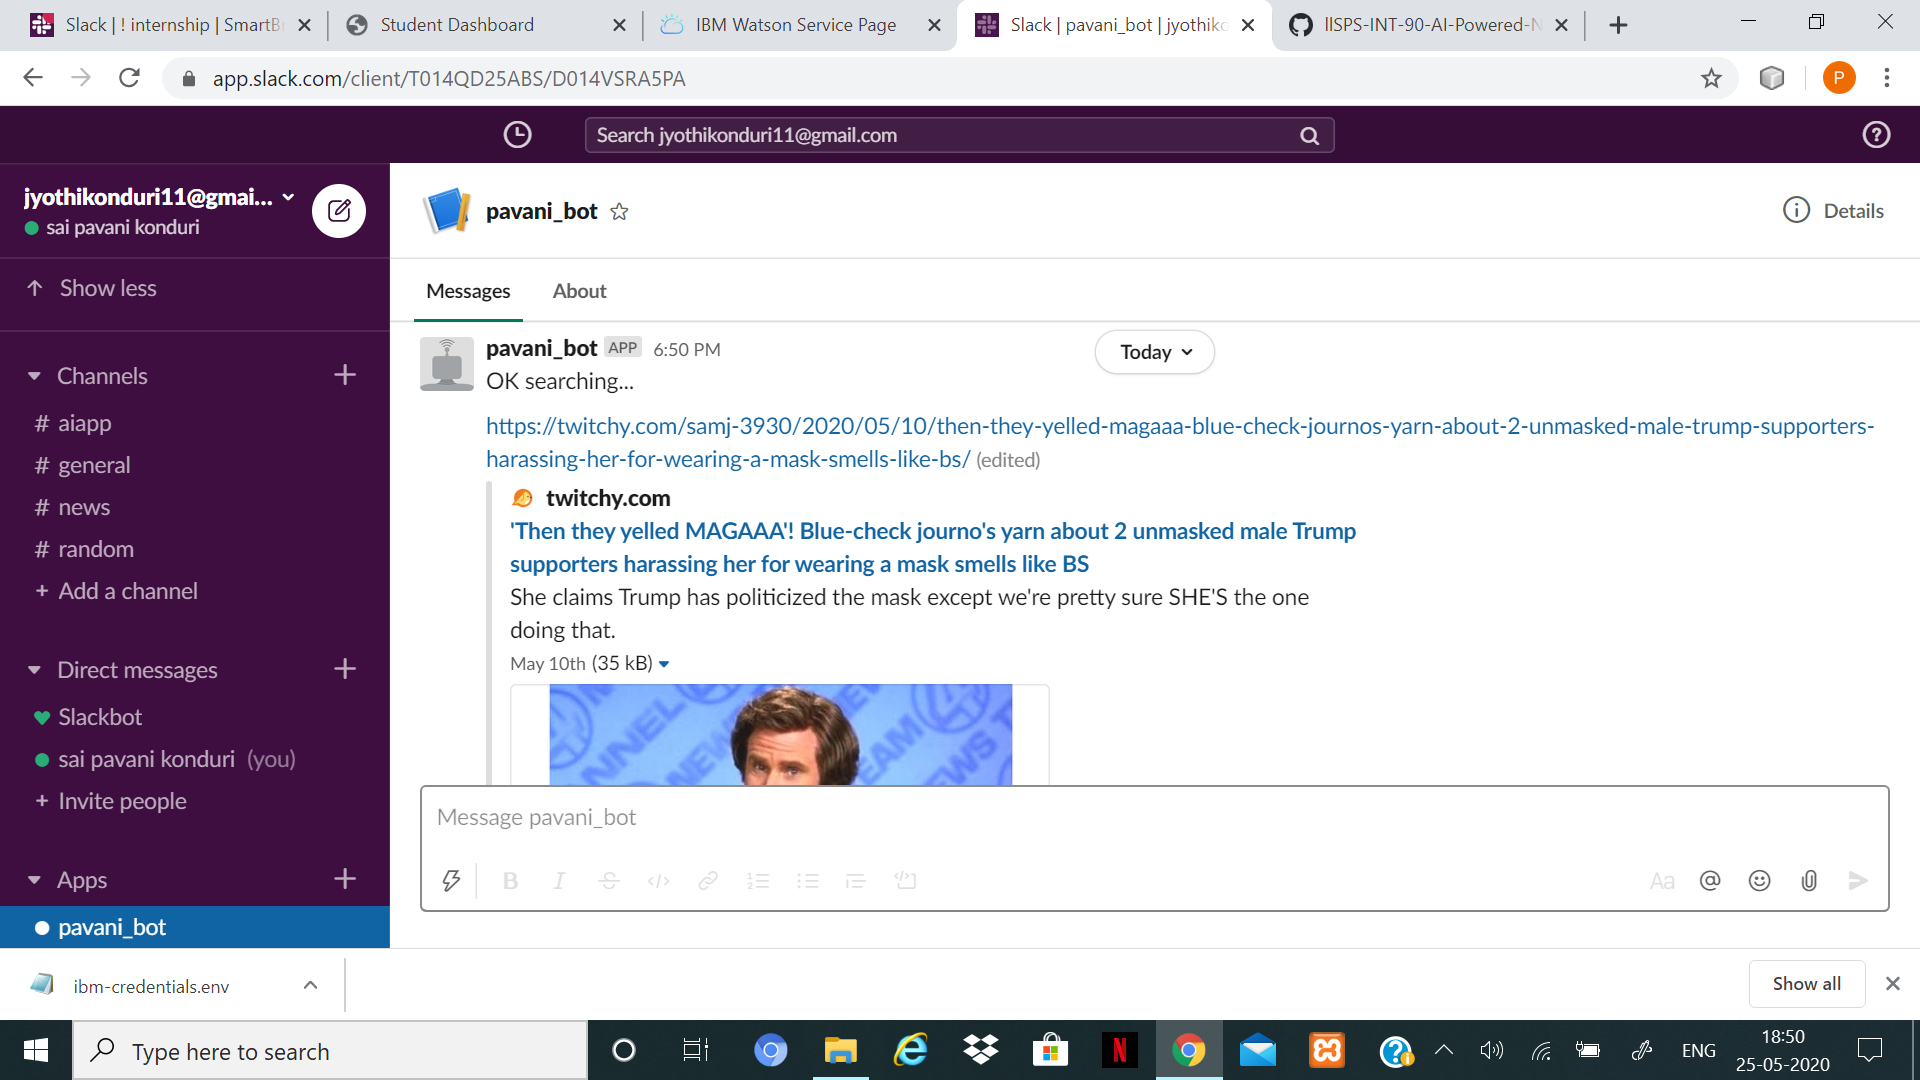 Slack | ! internship | SmartBr
Student Dashboard
IBM Watson Service Page
Slack | pavani_bot | jyothiko
llSPS-INT-90-AI-Powered-N
app.slack.com/client/T014QD25ABS/D014VSRA5PA
P
Search jyothikonduri11@gmail.com
jyothikonduri11@gmai...
sai pavani konduri
Show less
Channels
# aiapp
# general
# news
# random
+ Add a channel
Direct messages
Slackbot
sai pavani konduri (you)
+ Invite people
Apps
pavani_bot
pavani_bot
Details
Messages About
pavani_bot APP 6:50 PM
Today
OK searching...
https://twitchy.com/samj-3930/2020/05/10/then-they-yelled-magaaa-blue-check-journos-yarn-about-2-unmasked-male-trump-supporters-
harassing-her-for-wearing-a-mask-smells-like-bs/ (edited)
twitchy.com
'Then they yelled MAGAAA'! Blue-check journo's yarn about 2 unmasked male Trump
supporters harassing her for wearing a mask smells like BS
She claims Trump has politicized the mask except we're pretty sure SHE'S the one
doing that.
May 10th (35 kB)
Message pavani_bot
B I S </> Aa @
ibm-credentials.env
Show all
Type here to search
N
ENG
18:50
25-05-2020